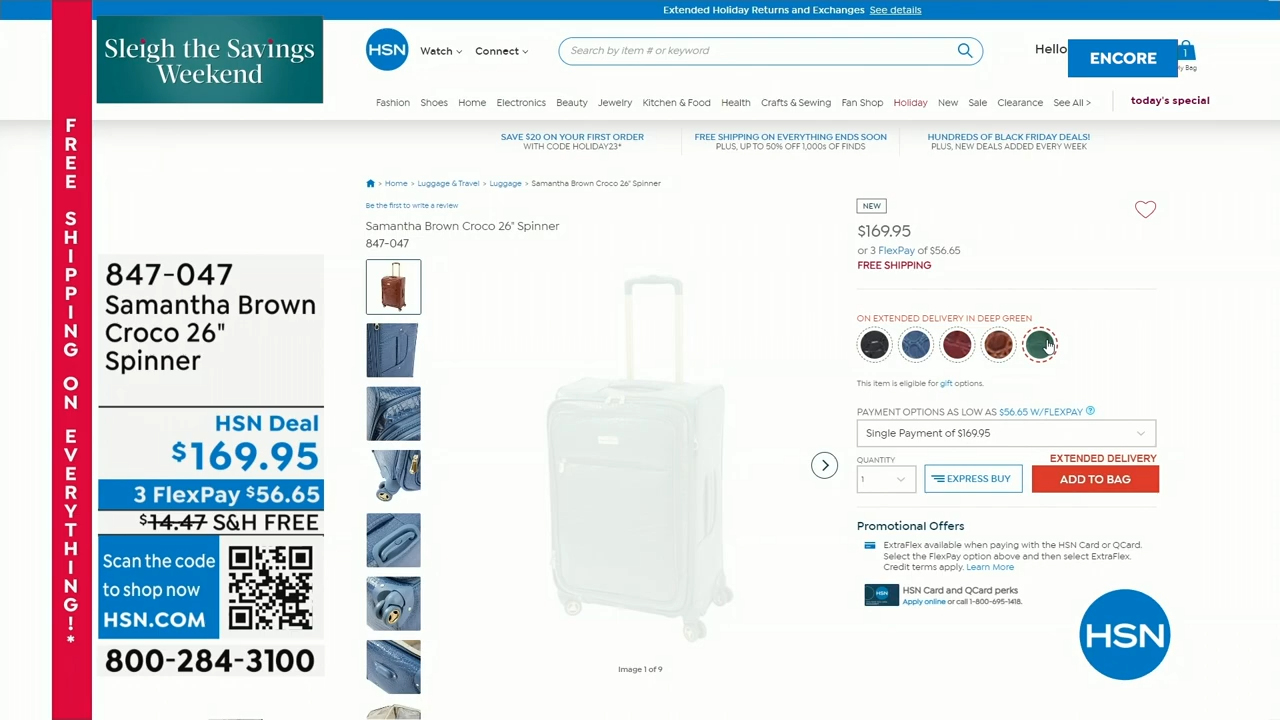 Extended Holiday Returns and Exchanges See details
Sleigh the Savings
Weekend
HSN
Watch
Connect
Search by item # or keyword
Hello
ENCORE
1
My Bag
Fashion Shoes Home Electronics Beauty Jewelry Kitchen & Food Health Crafts & Sewing Fan Shop Holiday New Sale Clearance See All >
today's special
SAVE $20 ON YOUR FIRST ORDER
WITH CODE HOLIDAY23*
FREE SHIPPING ON EVERYTHING ENDS SOON
PLUS, UP TO 50% OFF 1,000s OF FINDS
HUNDREDS OF BLACK FRIDAY DEALS!
PLUS, NEW DEALS ADDED EVERY WEEK
FREE SHIPPING ON EVERYTHING!*
> Home > Luggage & Travel > Luggage > Samantha Brown Croco 26" Spinner
Be the first to write a review
Samantha Brown Croco 26" Spinner
847-047
847-047
Samantha Brown
Croco 26"
Spinner
HSN Deal
$169.95
3 FlexPay $56.65
$14.47 S&H FREE
Scan the code
to shop now
HSN.COM
800-284-3100
Image 1 of 9
NEW
$169.95
or 3 FlexPay of $56.65
FREE SHIPPING
ON EXTENDED DELIVERY IN DEEP GREEN
This item is eligible for gift options.
PAYMENT OPTIONS AS LOW AS $56.65 W/FLEXPAY ?
Single Payment of $169.95
QUANTITY
EXTENDED DELIVERY
1
EXPRESS BUY
ADD TO BAG
Promotional Offers
ExtraFlex available when paying with the HSN Card or QCard.
Select the FlexPay option above and then select ExtraFlex.
Credit terms apply. Learn More
HSN Card and QCard perks
Apply online or call 1-800-695-1418.
HSN